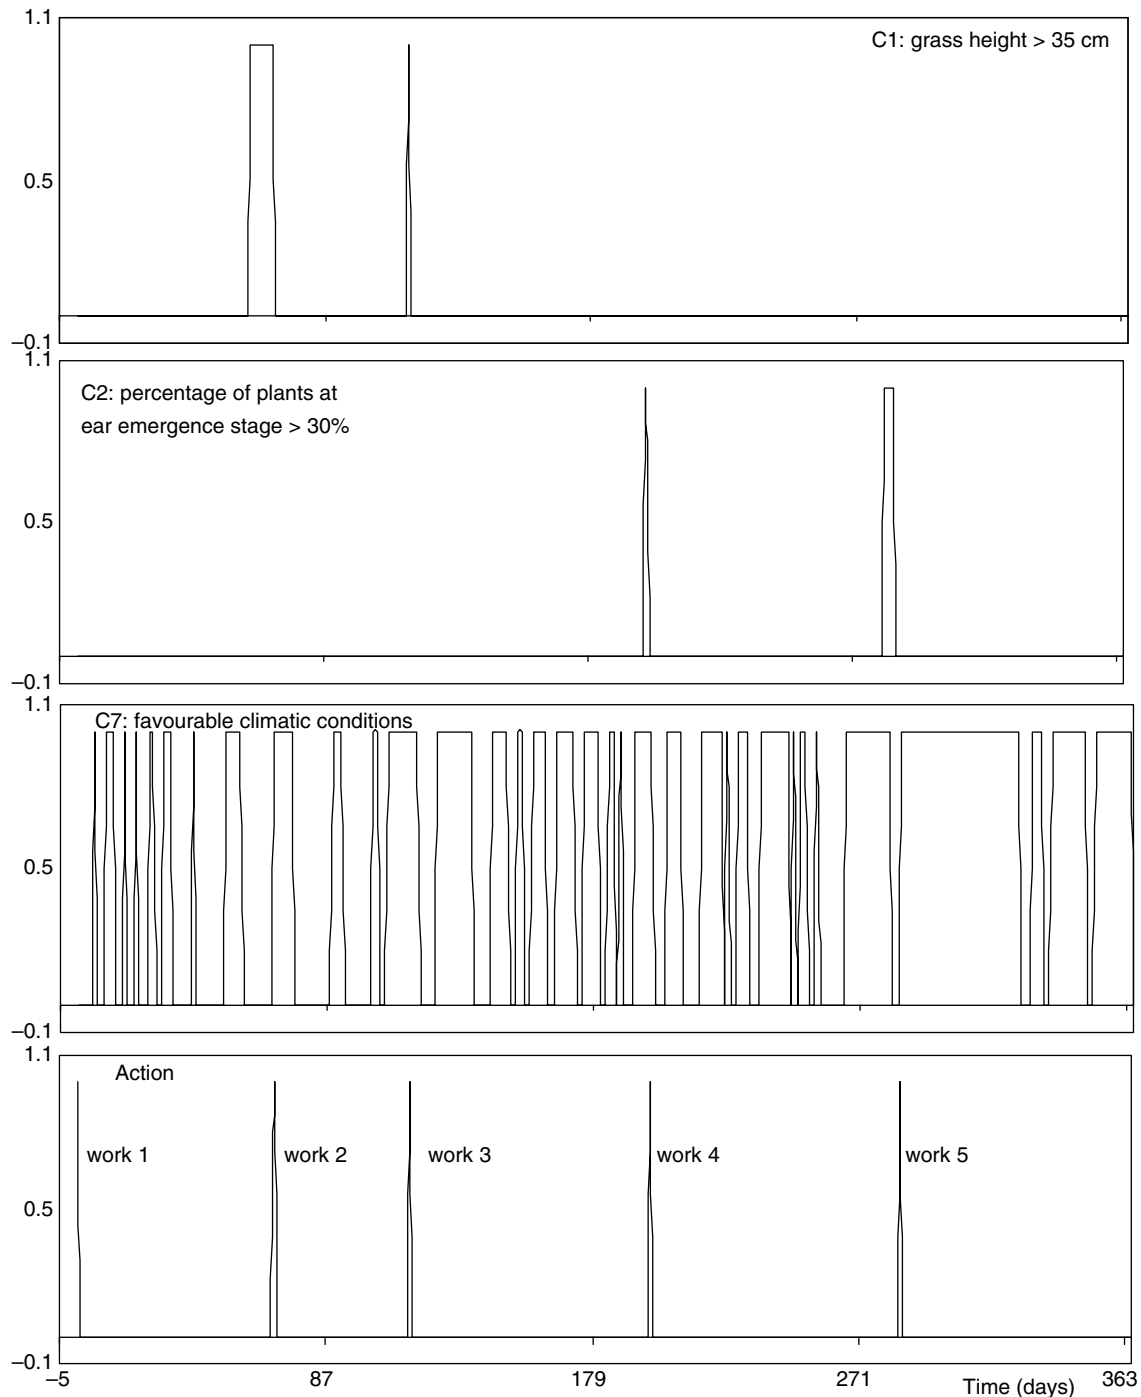 1.1
C1: grass height > 35 cm
0.5
−0.1
1.1
C2: percentage of plants at
ear emergence stage > 30%
0.5
−0.1
1.1
C7: favourable climatic conditions
0.5
−0.1
1.1
Action
work 1
work 2
work 3
work 4
work 5
0.5
−0.1
−5
87
179
271
363
Time (days)